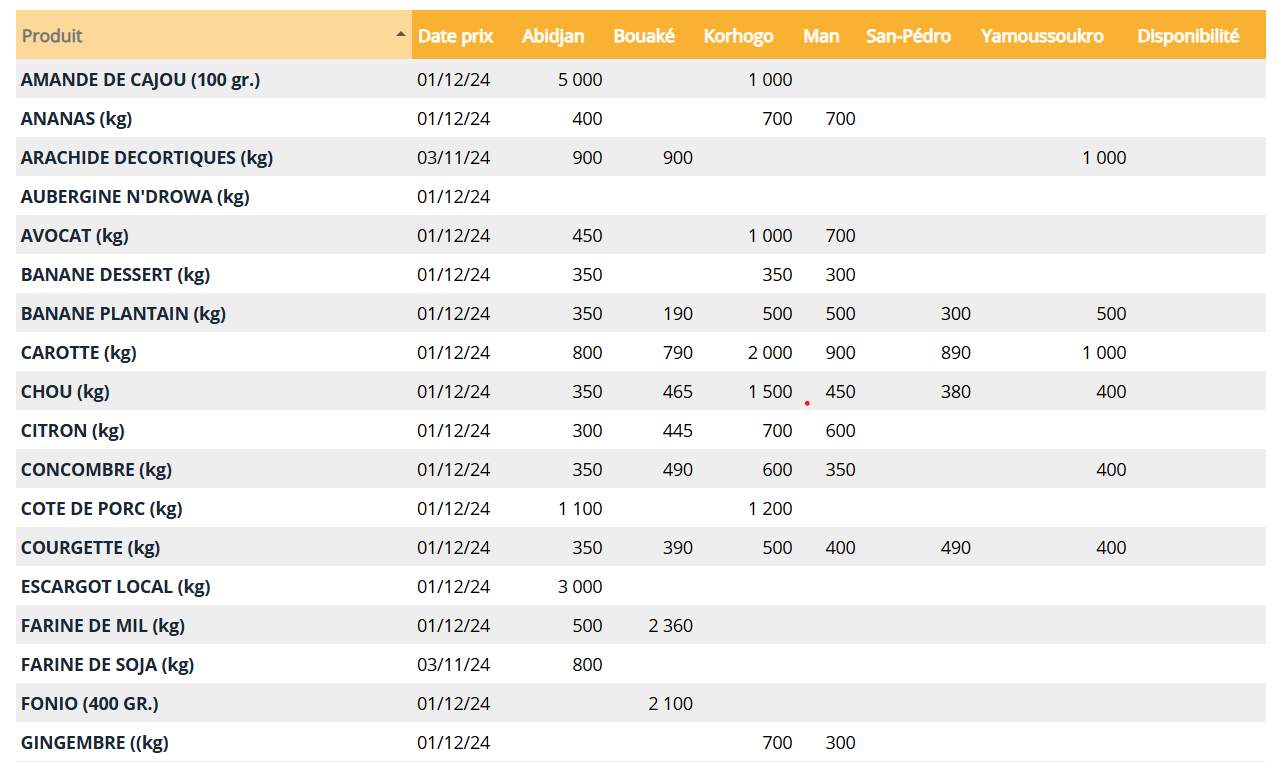 Produit Date prix Abidjan Bouaké Korhogo Man San-Pédro Yamoussoukro Disponibilité
AMANDE DE CAJOU (100 gr.) 01/12/24 5 000 1 000
ANANAS (kg) 01/12/24 400 700 700
ARACHIDE DECORTIQUES (kg) 03/11/24 900 900 1 000
AUBERGINE N'DROWA (kg) 01/12/24
AVOCAT (kg) 01/12/24 450 1 000 700
BANANE DESSERT (kg) 01/12/24 350 350 300
BANANE PLANTAIN (kg) 01/12/24 350 190 500 500 300 500
CAROTTE (kg) 01/12/24 800 790 2 000 900 890 1 000
CHOU (kg) 01/12/24 350 465 1 500 450 380 400
CITRON (kg) 01/12/24 300 445 700 600
CONCOMBRE (kg) 01/12/24 350 490 600 350 400
COTE DE PORC (kg) 01/12/24 1 100 1 200
COURGETTE (kg) 01/12/24 350 390 500 400 490 400
ESCARGOT LOCAL (kg) 01/12/24 3 000
FARINE DE MIL (kg) 01/12/24 500 2 360
FARINE DE SOJA (kg) 03/11/24 800
FONIO (400 GR.) 01/12/24 2 100
GINGEMBRE ((kg) 01/12/24 700 300